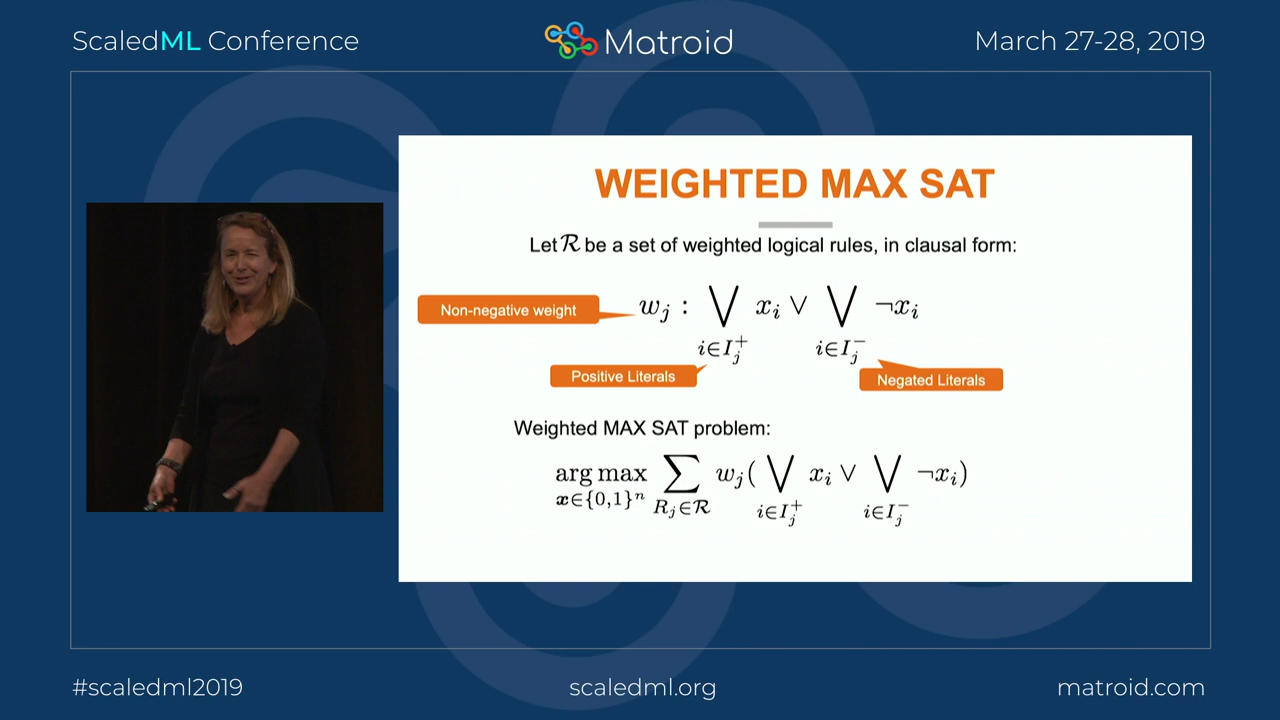 ScaledML Conference
Matroid
March 27-28, 2019
WEIGHTED MAX SAT
Let ℛ be a set of weighted logical rules, in clausal form:
Non-negative weight
w_j : ⋁_{i∈I_j^+} x_i ∨ ⋁_{i∈I_j^-} ¬x_i
Positive Literals
Negated Literals
Weighted MAX SAT problem:
arg max_{x∈{0,1}^n} ∑_{R_j∈ℛ} w_j(⋁_{i∈I_j^+} x_i ∨ ⋁_{i∈I_j^-} ¬x_i)
#scaledml2019
scaledml.org
matroid.com